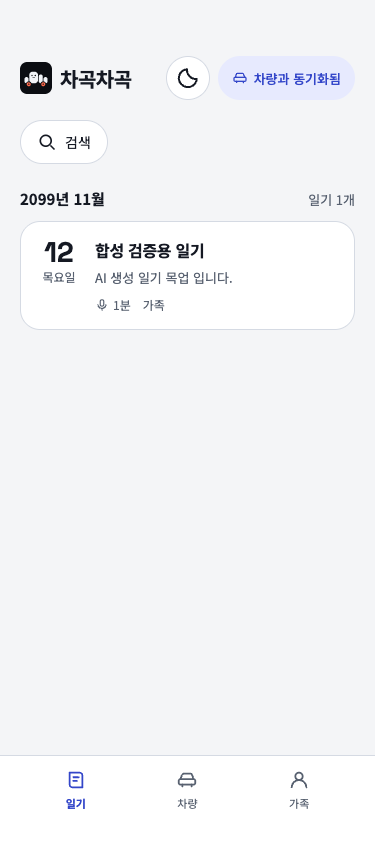 차곡차곡
차량과 동기화됨
검색
2099년 11월
일기 1개
12
목요일
합성 검증용 일기
AI 생성 일기 목업 입니다.
1분 가족
일기
차량
가족